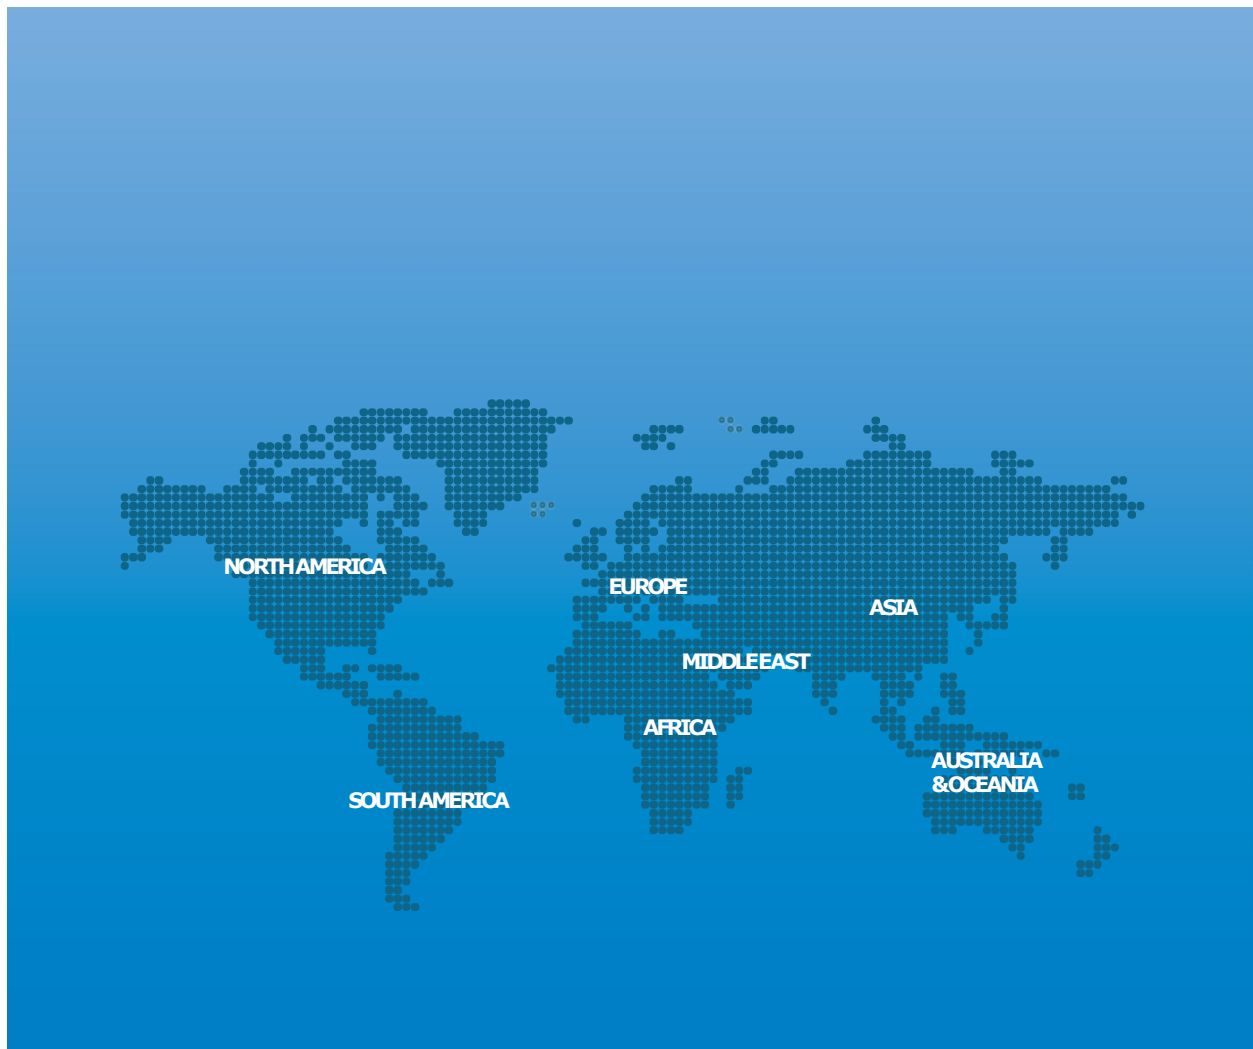 NORTH AMERICA
EUROPE
ASIA
MIDDLE EAST
AFRICA
AUSTRALIA
& OCEANIA
SOUTH AMERICA